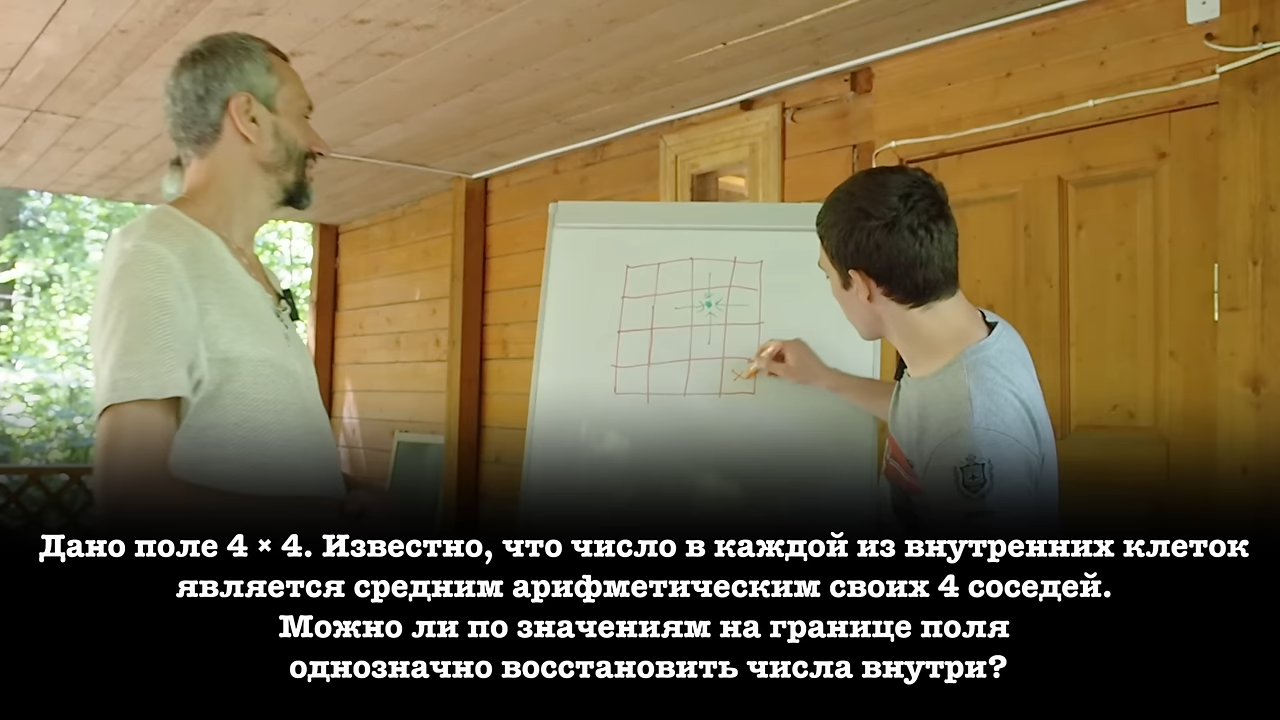 Дано поле 4 × 4. Известно, что число в каждой из внутренних клеток
является средним арифметическим своих 4 соседей.
Можно ли по значениям на границе поля
однозначно восстановить числа внутри?